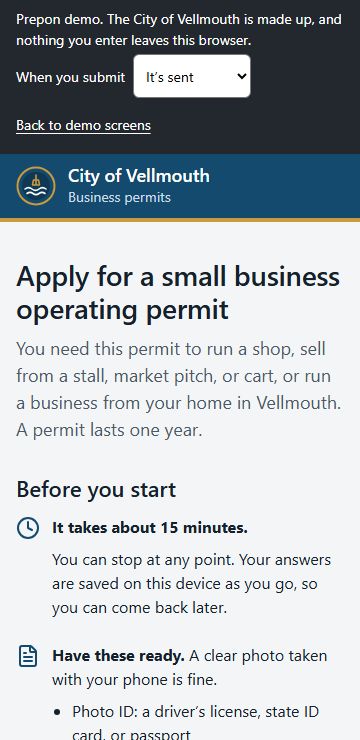 Prepon demo. The City of Vellmouth is made up, and
nothing you enter leaves this browser.
When you submit
It's sent
Back to demo screens
City of Vellmouth
Business permits
Apply for a small business
operating permit
You need this permit to run a shop, sell
from a stall, market pitch, or cart, or run
a business from your home in Vellmouth.
A permit lasts one year.
Before you start
It takes about 15 minutes.
You can stop at any point. Your answers
are saved on this device as you go, so
you can come back later.
Have these ready. A clear photo taken
with your phone is fine.
• Photo ID: a driver's license, state ID
card, or passport